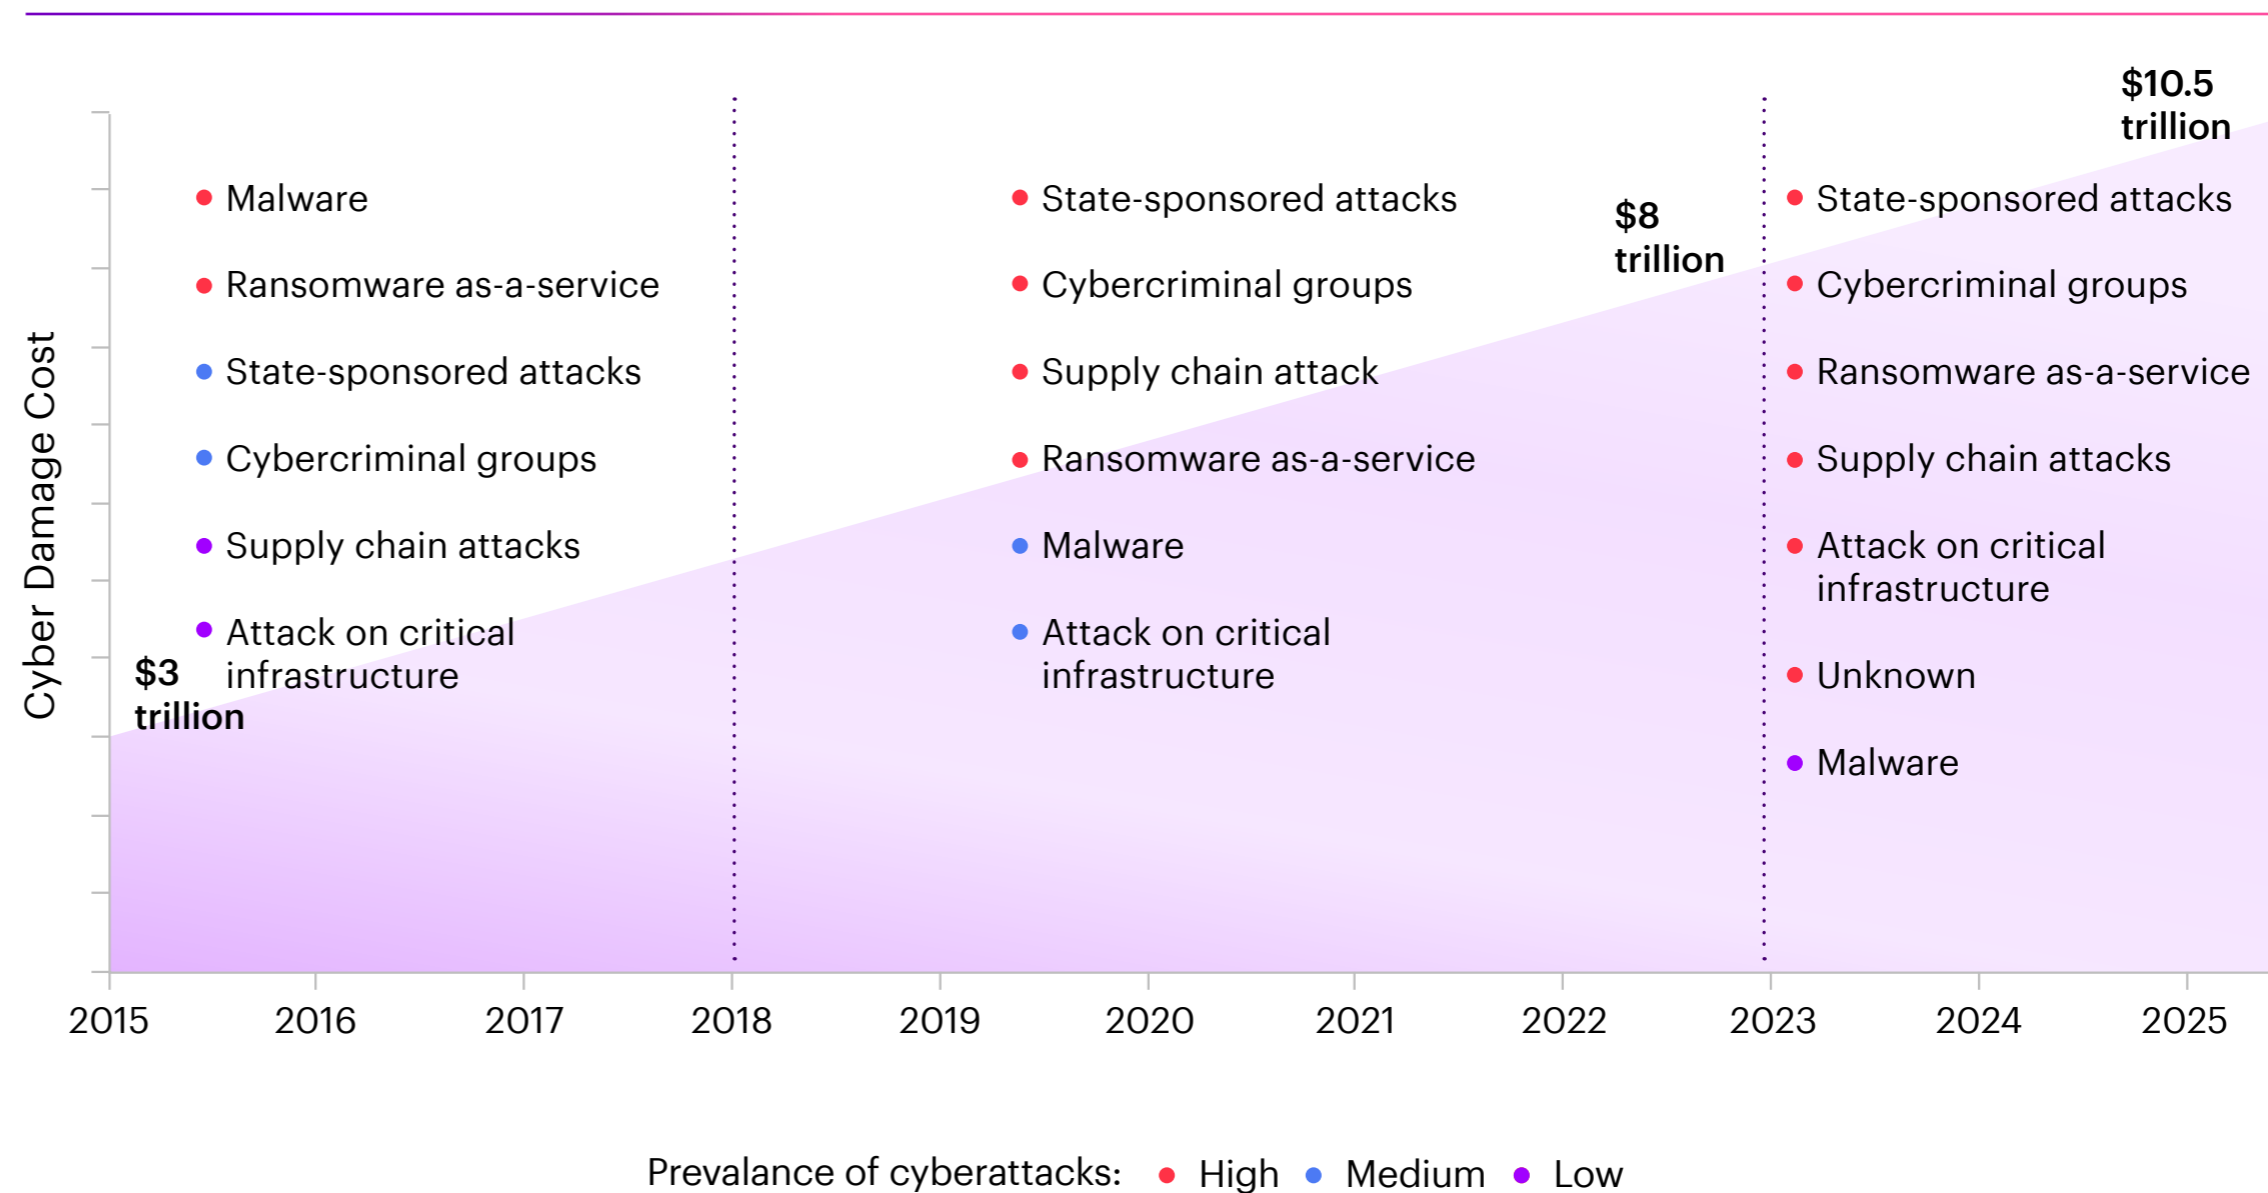 $10.5
trillion
Malware
Ransomware as-a-service
State-sponsored attacks
Cybercriminal groups
Supply chain attacks
Attack on critical
infrastructure
$3
trillion
State-sponsored attacks
Cybercriminal groups
Supply chain attack
Ransomware as-a-service
Malware
Attack on critical
infrastructure
$8
trillion
State-sponsored attacks
Cybercriminal groups
Ransomware as-a-service
Supply chain attacks
Attack on critical
infrastructure
Unknown
Malware
Cyber Damage Cost
2015 2016 2017 2018 2019 2020 2021 2022 2023 2024 2025
Prevalance of cyberattacks: High Medium Low